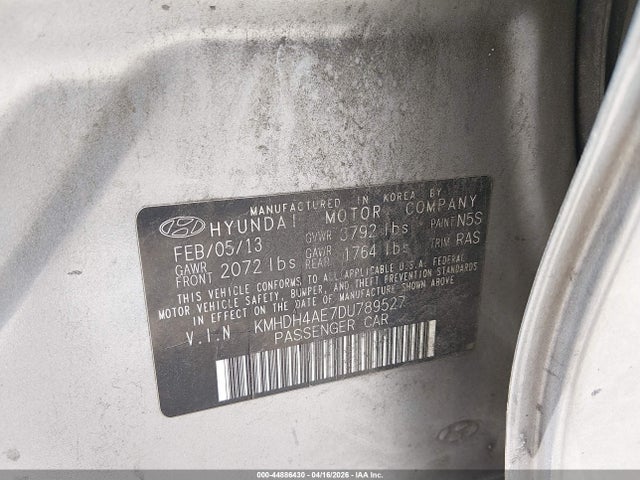 MANUFACTURED IN KOREA BY
HYUNDAI MOTOR COMPANY
FEB/05/13 GVWR 3792 lbs PAINT N5S
GAWR FRONT 2072 lbs GAWR REAR 1764 lbs TRIM RAS
THIS VEHICLE CONFORMS TO ALL APPLICABLE U.S.A FEDERAL
MOTOR VEHICLE SAFETY, BUMPER, AND THEFT PREVENTION STANDARDS
IN EFFECT ON THE DATE OF MANUFACTURE SHOWN ABOVE.
V.I.N KMHDH4AE7DU789527
PASSENGER CAR
000-44886430 - 04/16/2026 - IAA Inc.